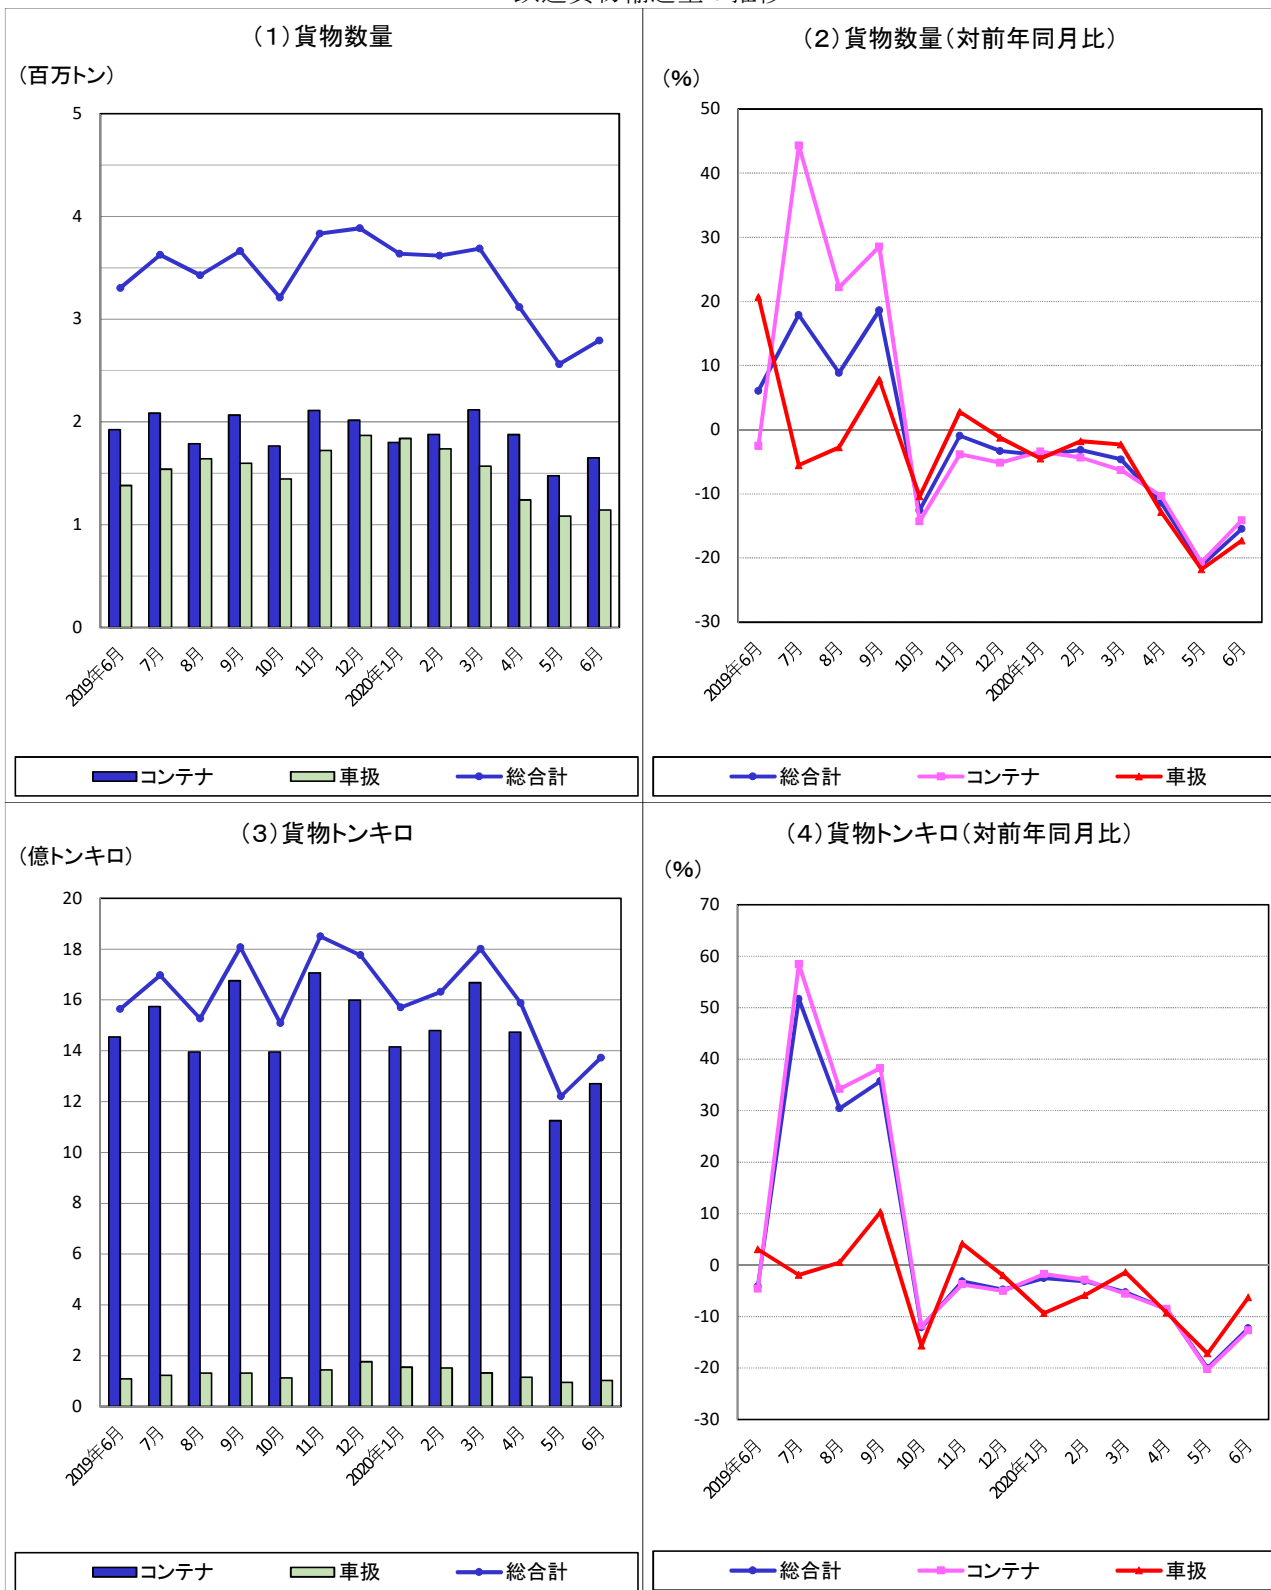 (1)貨物数量
(百万トン)
5
4
3
2
1
0
2019年6月 7月 8月 9月 10月 11月 12月 2020年1月 2月 3月 4月 5月 6月
コンテナ 車扱 総合計
(2)貨物数量(対前年同月比)
(%)
50
40
30
20
10
0
-10
-20
-30
2019年6月 7月 8月 9月 10月 11月 12月 2020年1月 2月 3月 4月 5月 6月
総合計 コンテナ 車扱
(3)貨物トンキロ
(億トンキロ)
20
18
16
14
12
10
8
6
4
2
0
2019年6月 7月 8月 9月 10月 11月 12月 2020年1月 2月 3月 4月 5月 6月
コンテナ 車扱 総合計
(4)貨物トンキロ(対前年同月比)
(%)
70
60
50
40
30
20
10
0
-10
-20
-30
2019年6月 7月 8月 9月 10月 11月 12月 2020年1月 2月 3月 4月 5月 6月
総合計 コンテナ 車扱